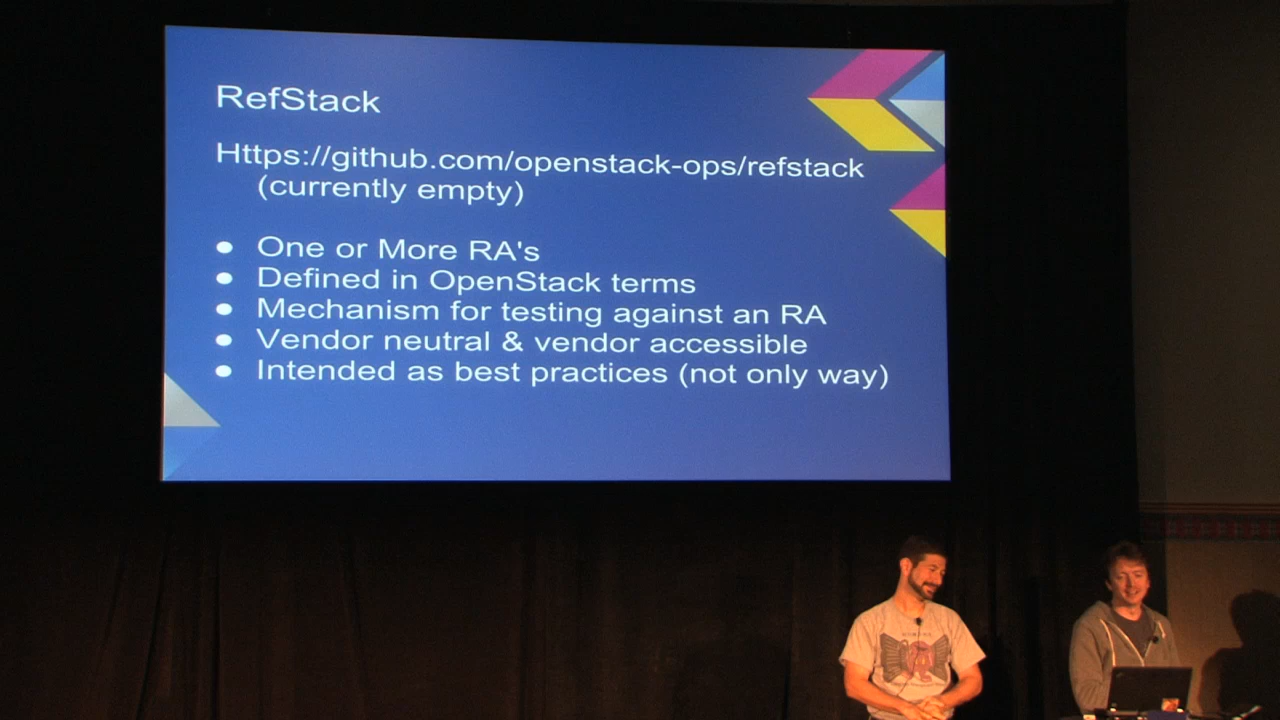 RefStack
Https://github.com/openstack-ops/refstack
(currently empty)
● One or More RA's
● Defined in OpenStack terms
● Mechanism for testing against an RA
● Vendor neutral & vendor accessible
● Intended as best practices (not only way)